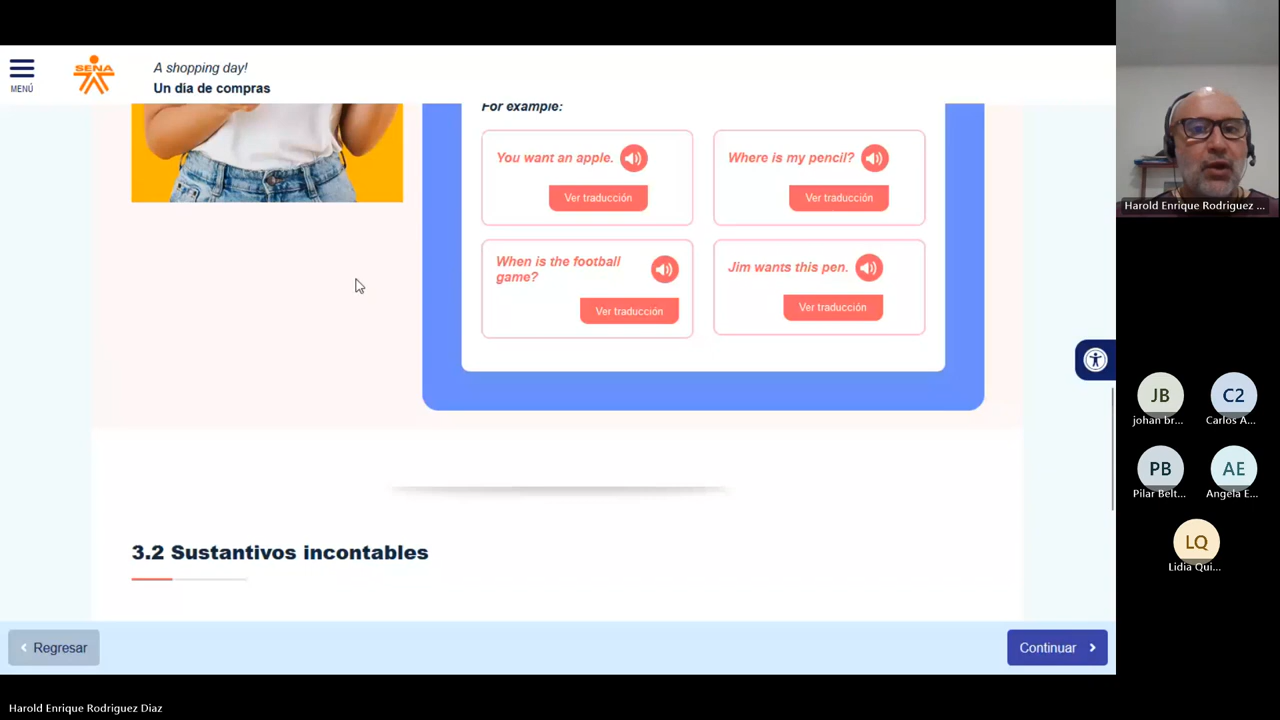 MENÚ
SENA
A shopping day!
Un dia de compras
For example:
You want an apple.
Ver traducción
Where is my pencil?
Ver traducción
When is the football
game?
Ver traducción
Jim wants this pen.
Ver traducción
3.2 Sustantivos incontables
Regresar
Continuar
Harold Enrique Rodriguez ...
JB
johan br...
C2
Carlos A...
PB
Pilar Belt...
AE
Angela E...
LQ
Lidia Qui...
Harold Enrique Rodriguez Diaz